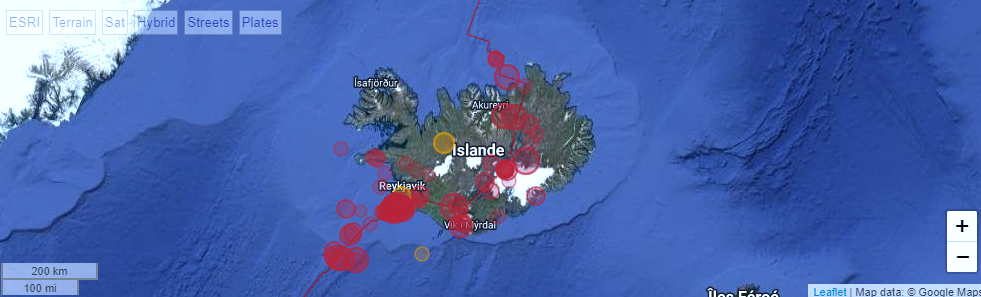 ESRI Terrain Sat Hybrid Streets Plates
Ísafjörður
Akureyri
Islande
Reykjavik
Vík í Mýrdal
+
−
200 km
100 mi
Îles Féroé
Leaflet | Map data: © Google Maps